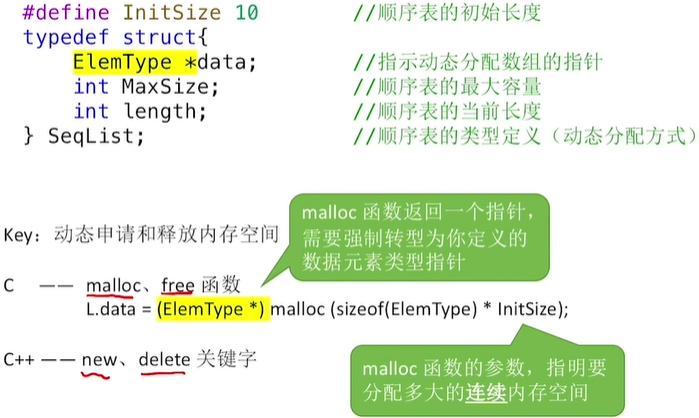 #define InitSize 10 //顺序表的初始长度
typedef struct{
ElemType *data; //指示动态分配数组的指针
int MaxSize; //顺序表的最大容量
int length; //顺序表的当前长度
} SeqList; //顺序表的类型定义（动态分配方式）
malloc 函数返回一个指针，
需要强制转型为你定义的
数据元素类型指针
Key：动态申请和释放内存空间
C —— malloc、free 函数
L.data = (ElemType *) malloc (sizeof(ElemType) * InitSize);
C++ —— new、delete 关键字
malloc 函数的参数，指明要
分配多大的连续内存空间